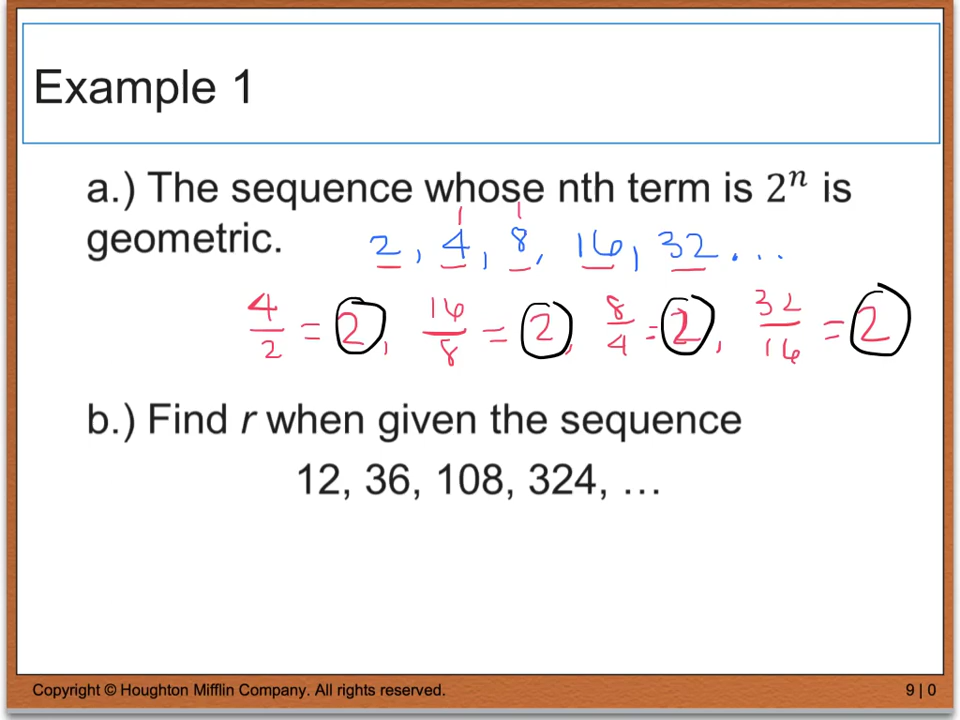 Example 1
a.) The sequence whose nth term is 2ⁿ is
geometric. 2, 4, 8, 16, 32...
4/2 = 2, 16/8 = 2, 8/4 = 2, 32/16 = 2
b.) Find r when given the sequence
12, 36, 108, 324, …
Copyright © Houghton Mifflin Company. All rights reserved. 9 | 0